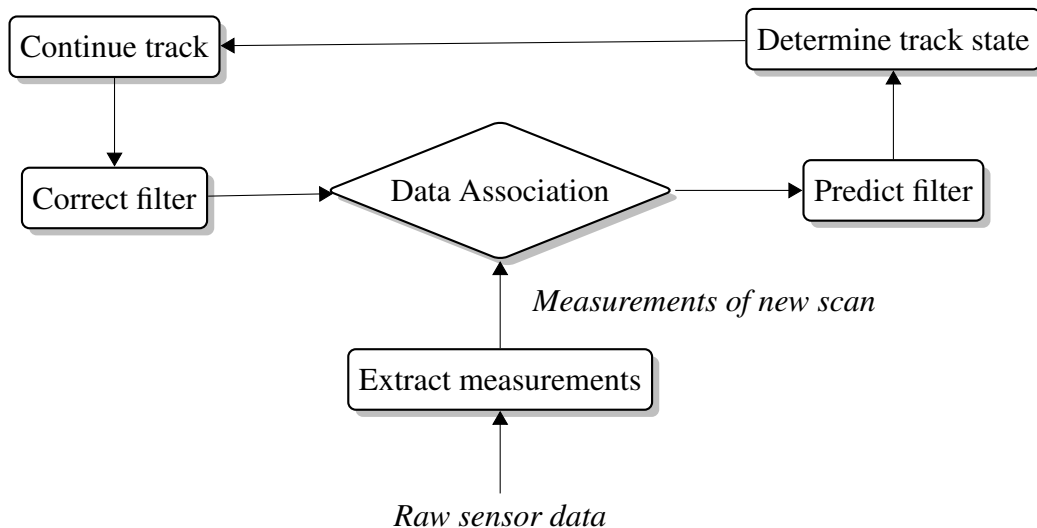 Continue track
Determine track state
Correct filter
Data Association
Predict filter
Measurements of new scan
Extract measurements
Raw sensor data